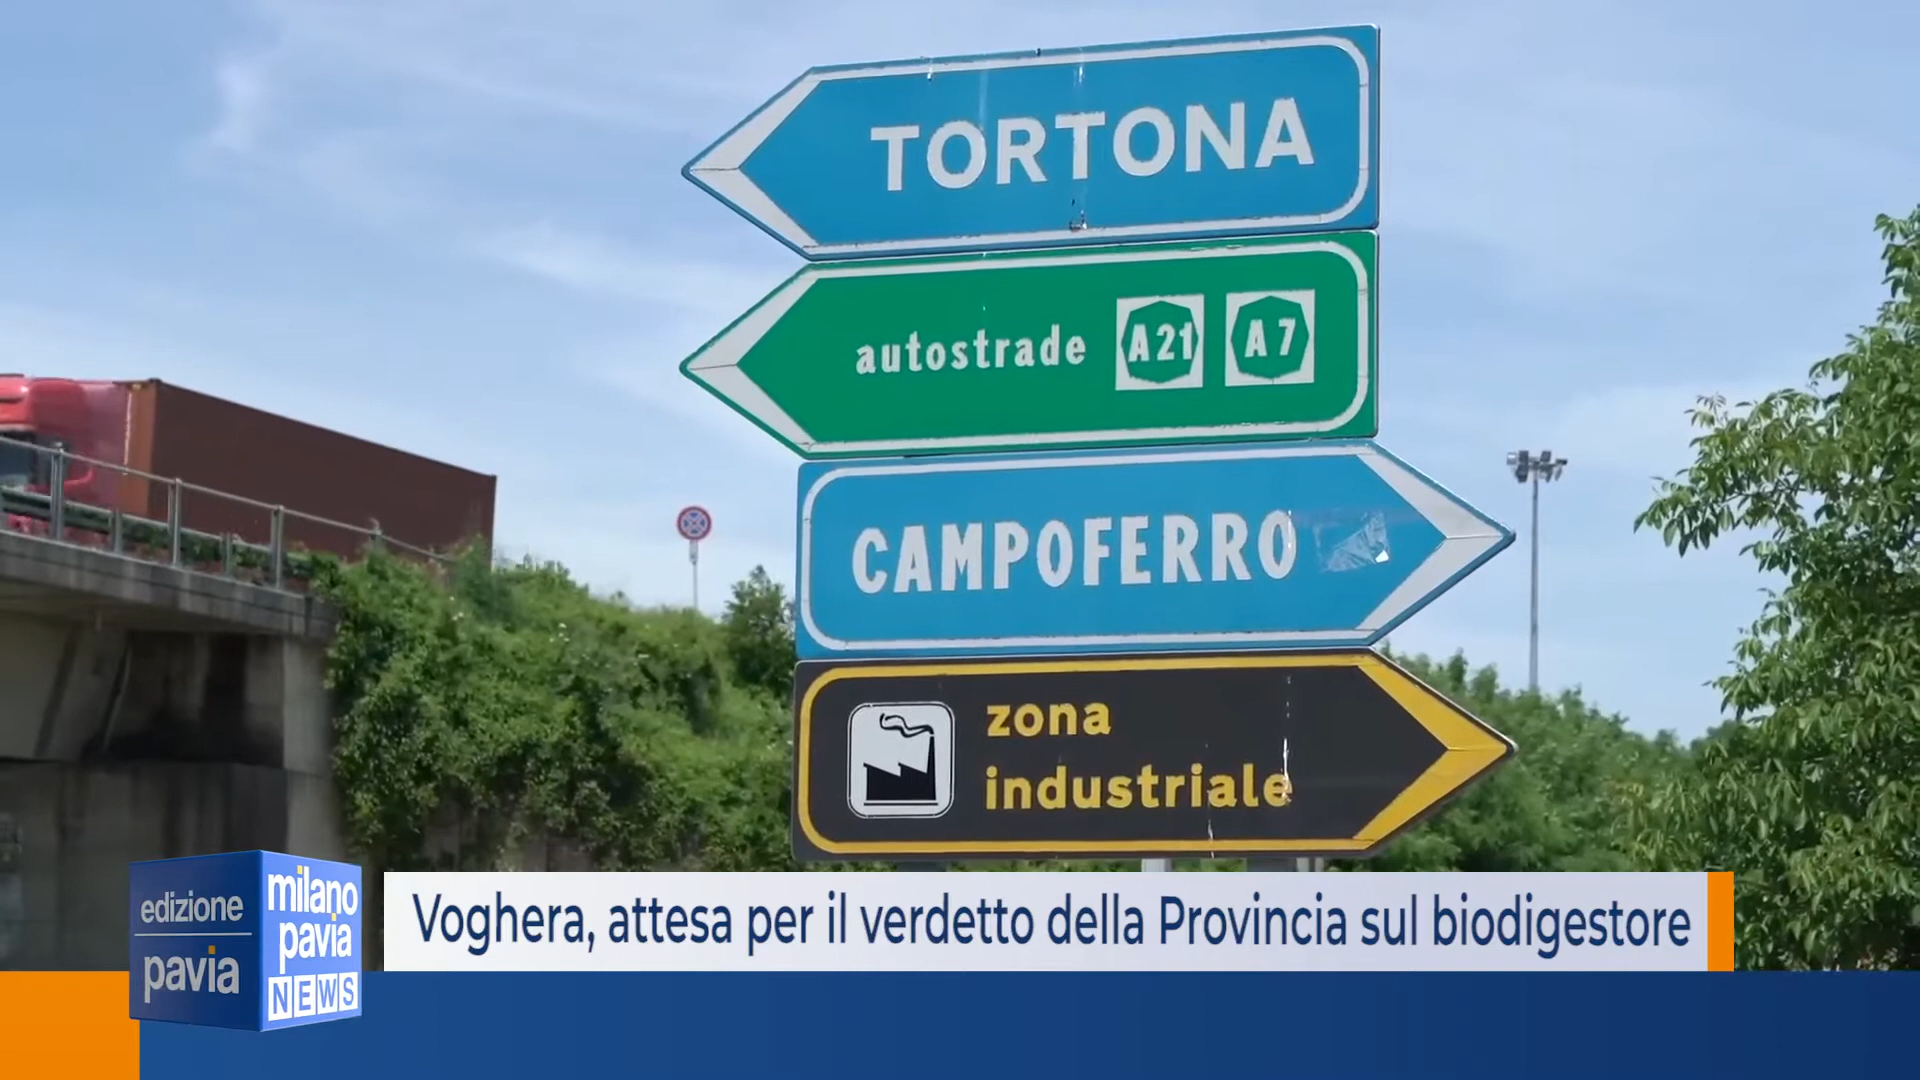 TORTONA
autostrade A21 A7
CAMPOFERRO
zona
industriale
edizione
pavia
milano
pavia
NEWS
Voghera, attesa per il verdetto della Provincia sul biodigestore